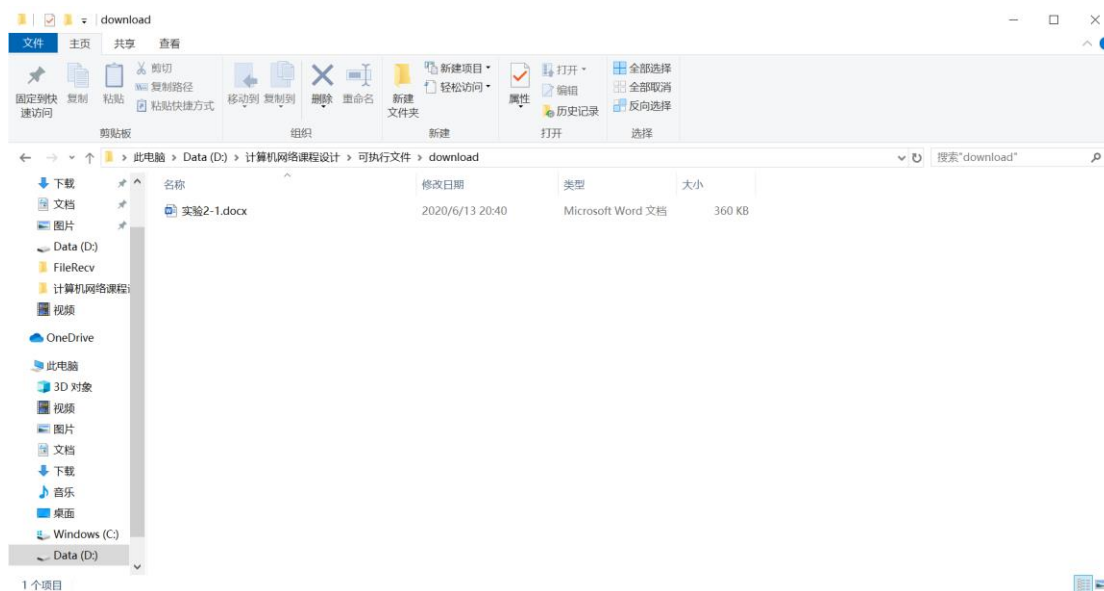 download
文件 主页 共享 查看
固定到快速访问 复制 粘贴 剪切 复制路径 粘贴快捷方式 移动到 复制到 删除 重命名 新建文件夹 新建项目 轻松访问 属性 打开 编辑 历史记录 全部选择 全部取消 反向选择
剪贴板 组织 新建 打开 选择
此电脑 > Data (D:) > 计算机网络课程设计 > 可执行文件 > download 搜索"download"
名称 修改日期 类型 大小
实验2-1.docx 2020/6/13 20:40 Microsoft Word 文档 360 KB
下载
文档
图片
Data (D:)
FileRecv
计算机网络课程
视频
OneDrive
此电脑
3D 对象
视频
图片
文档
下载
音乐
桌面
Windows (C:)
Data (D:)
1 个项目